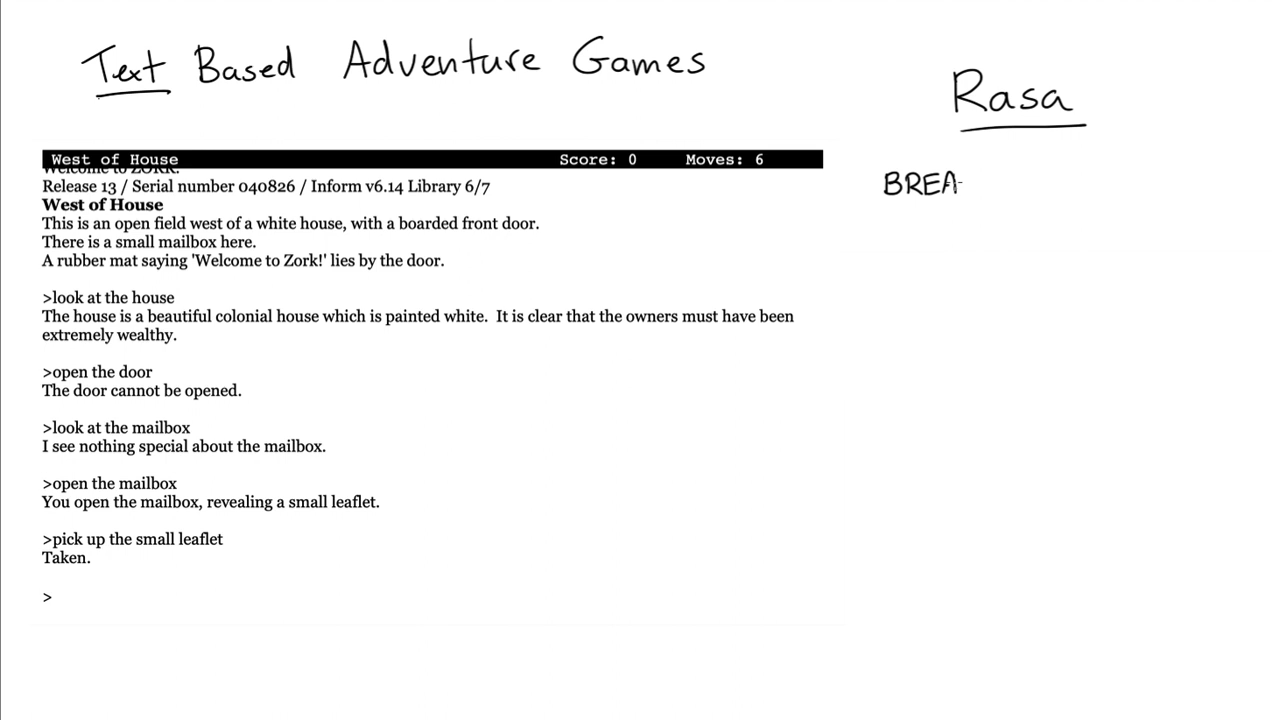 Text Based Adventure Games
Rasa
BREA
West of House Score: 0 Moves: 6
Welcome to ZORK.
Release 13 / Serial number 040826 / Inform v6.14 Library 6/7
West of House
This is an open field west of a white house, with a boarded front door.
There is a small mailbox here.
A rubber mat saying 'Welcome to Zork!' lies by the door.
>look at the house
The house is a beautiful colonial house which is painted white. It is clear that the owners must have been
extremely wealthy.
>open the door
The door cannot be opened.
>look at the mailbox
I see nothing special about the mailbox.
>open the mailbox
You open the mailbox, revealing a small leaflet.
>pick up the small leaflet
Taken.
>